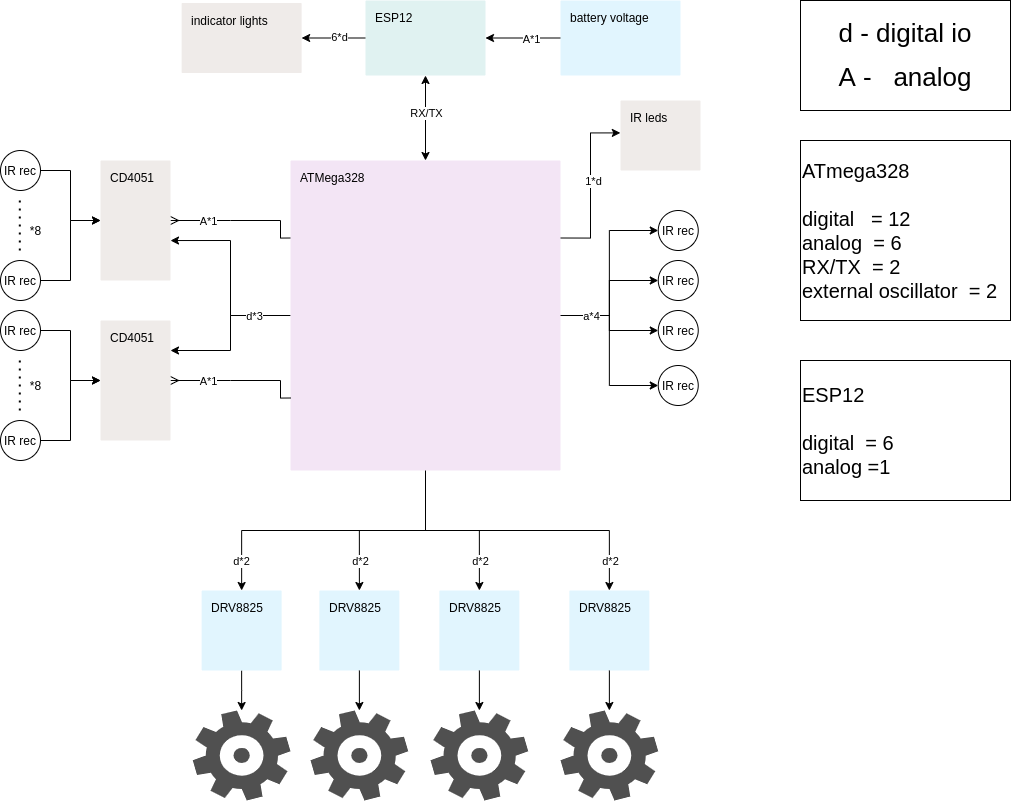 indicator lights
6*d
ESP12
A*1
battery voltage
RX/TX
d - digital io
A -   analog
IR leds
1*d
ATmega328
digital   = 12
analog  = 6
RX/TX  = 2
external oscillator  = 2
IR rec
*8
IR rec
CD4051
A*1
ATMega328
d*3
IR rec
*8
IR rec
CD4051
A*1
a*4
IR rec
IR rec
IR rec
IR rec
ESP12
digital  = 6
analog =1
d*2
d*2
d*2
d*2
DRV8825
DRV8825
DRV8825
DRV8825